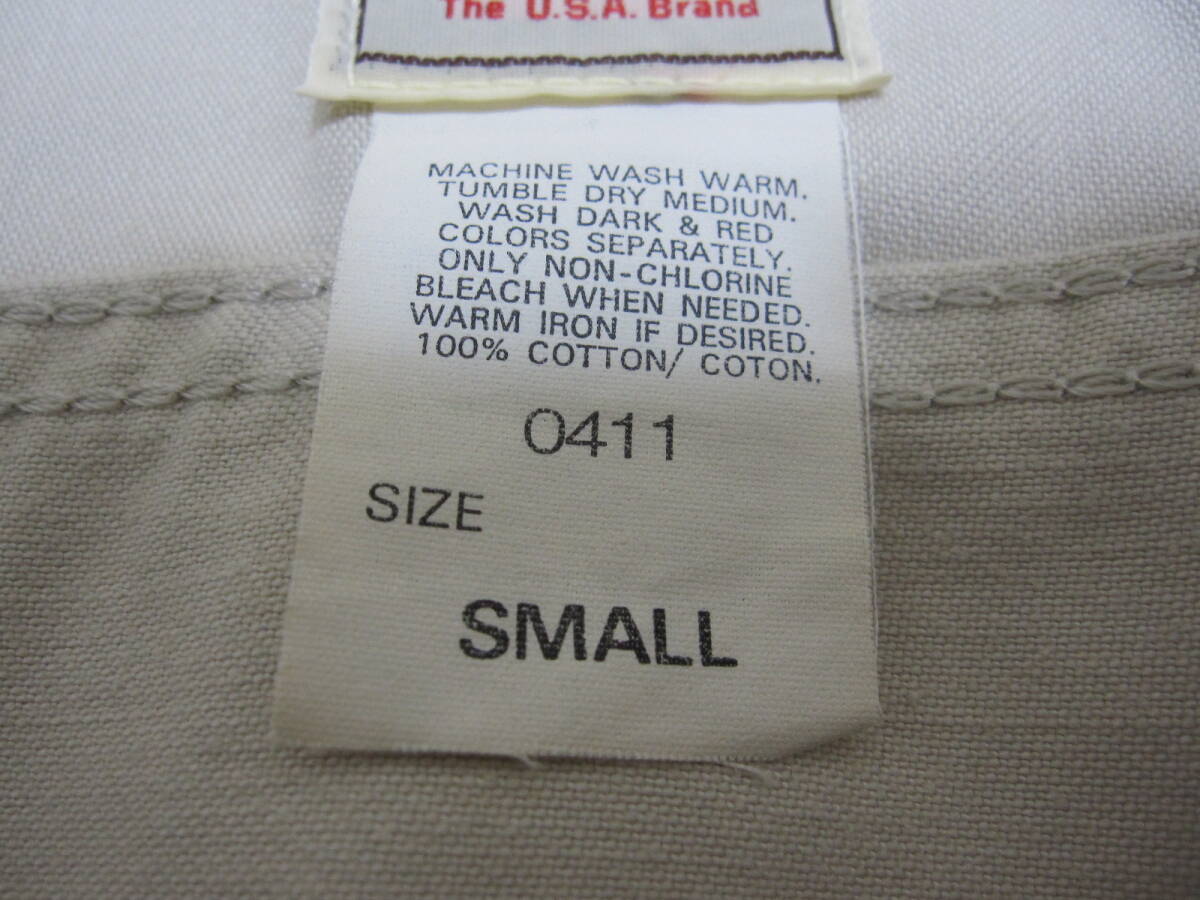 The U.S.A. Brand
MACHINE WASH WARM.
TUMBLE DRY MEDIUM.
WASH DARK & RED
COLORS SEPARATELY.
ONLY NON-CHLORINE
BLEACH WHEN NEEDED.
WARM IRON IF DESIRED.
100% COTTON/ COTON.
0411
SIZE
SMALL